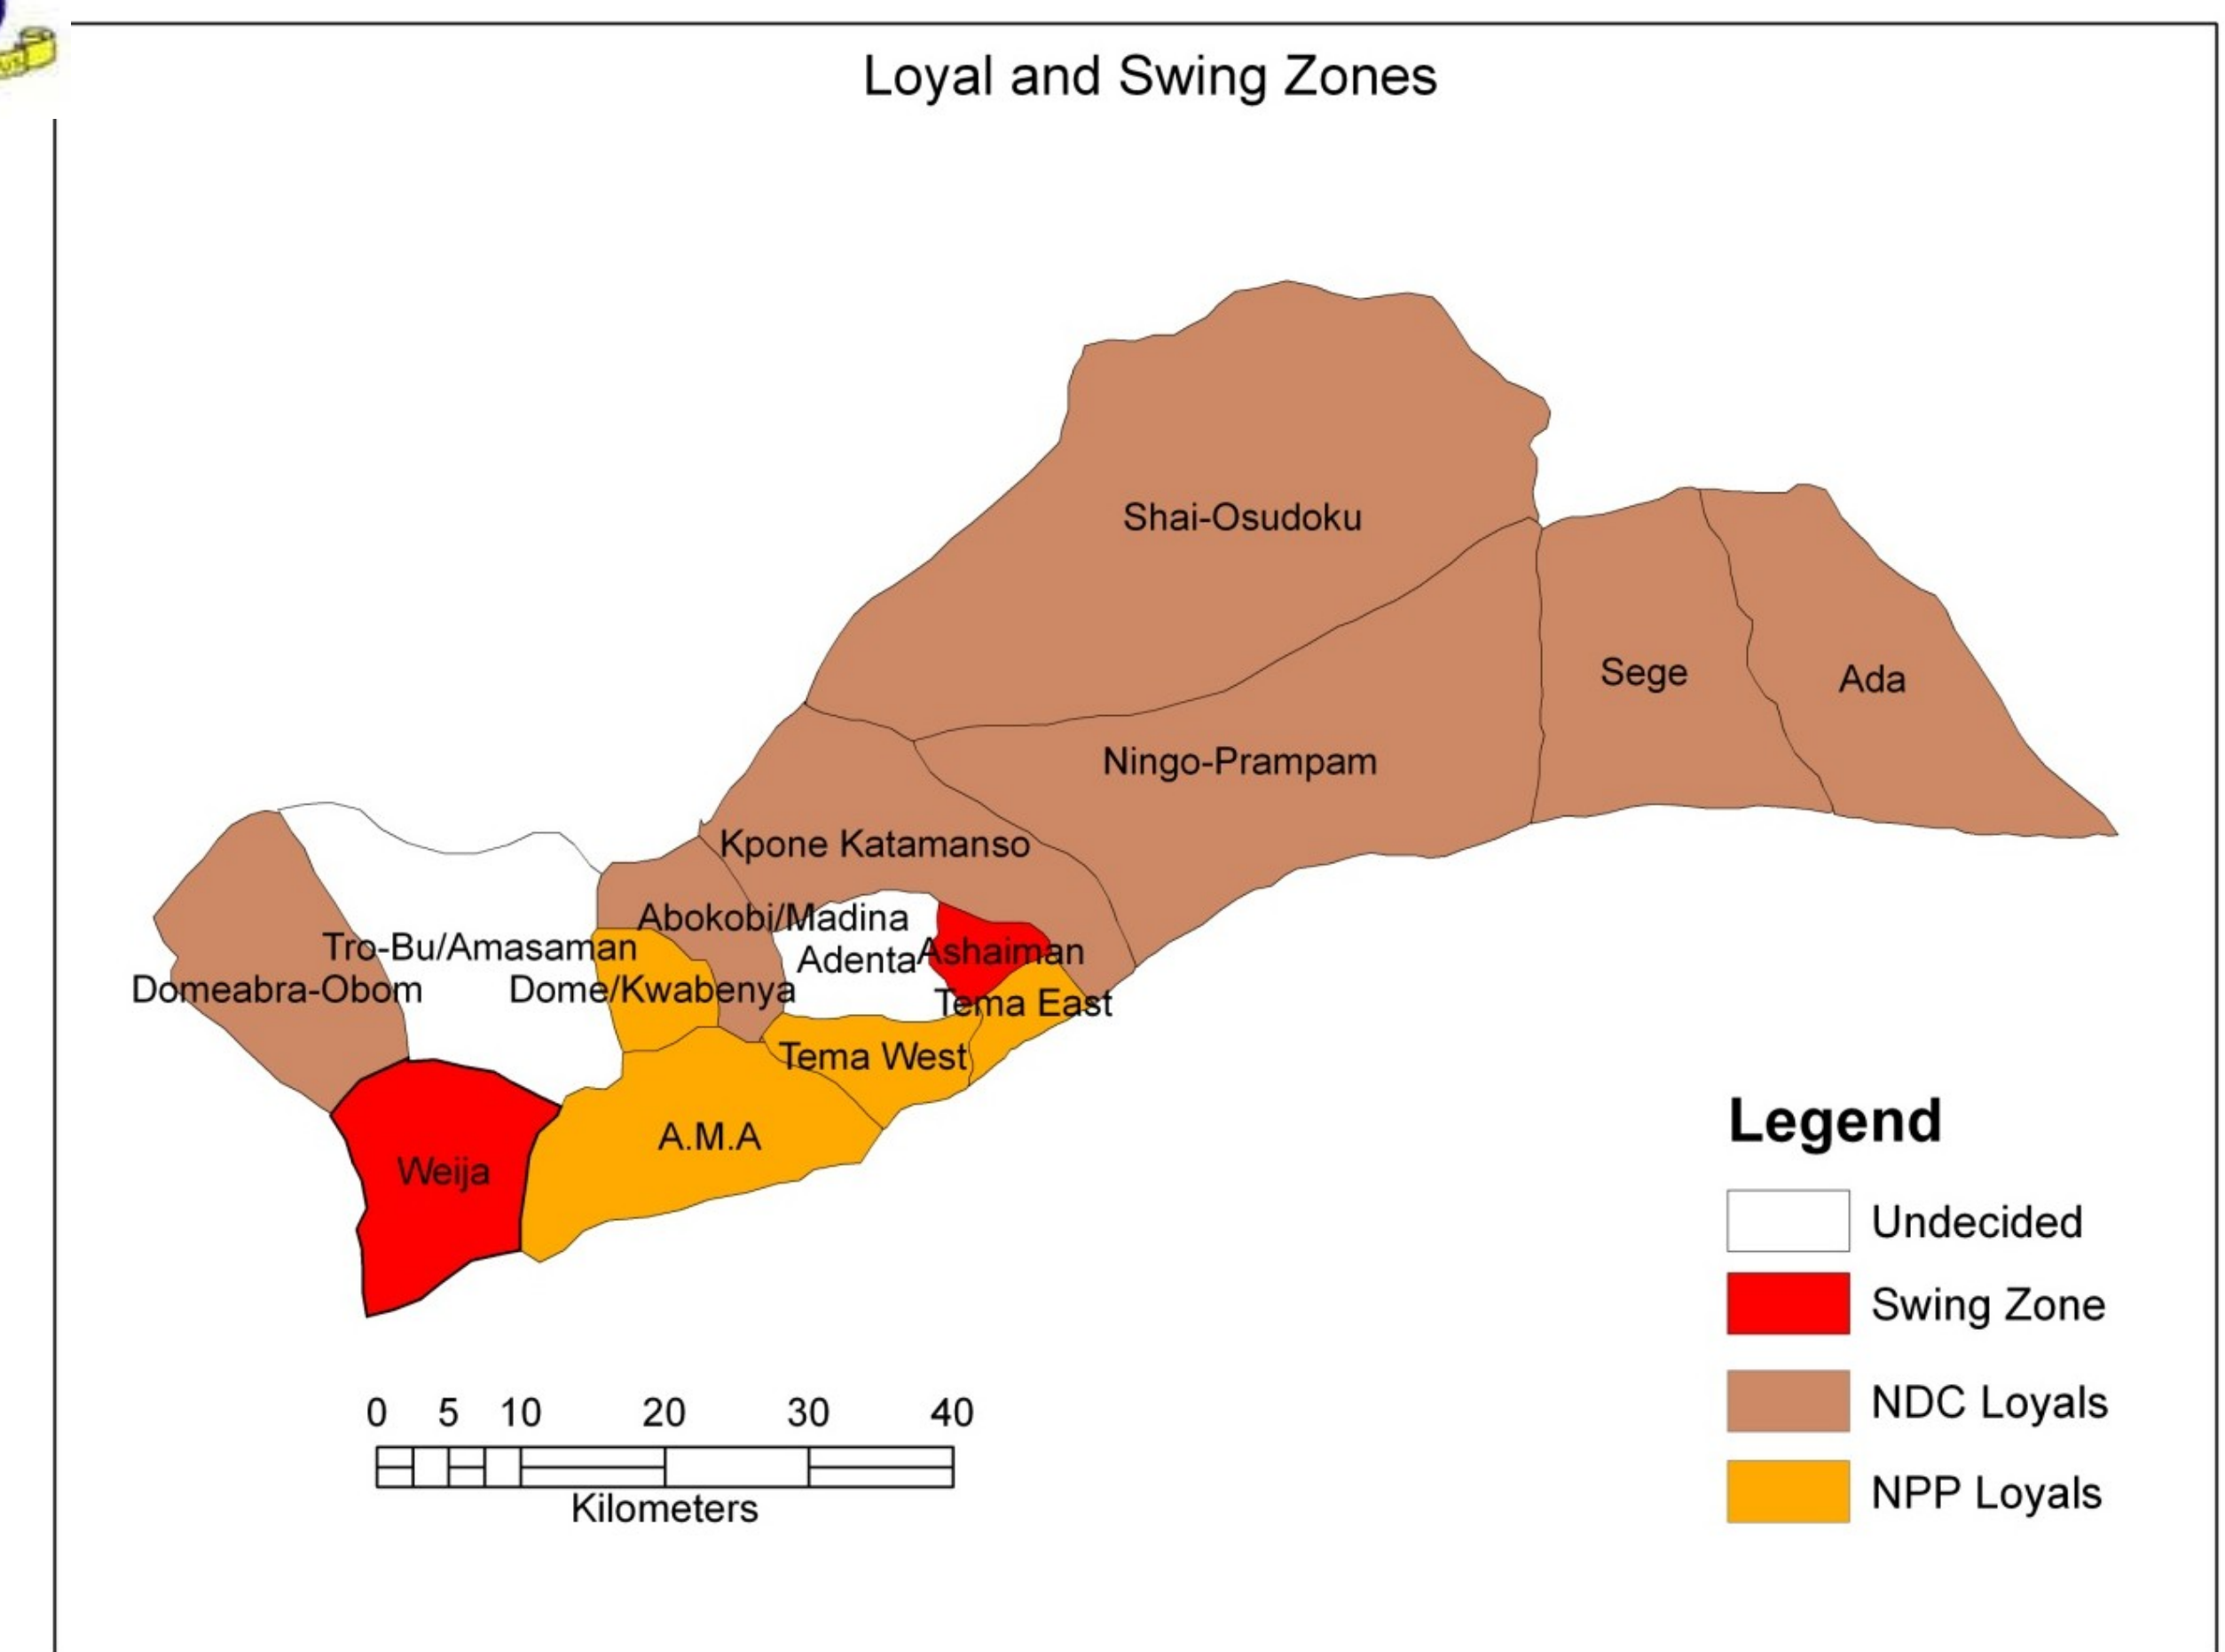 Loyal and Swing Zones
Shai-Osudoku
Sege
Ada
Ningo-Prampam
Kpone Katamanso
Abokobi/Madina
Tro-Bu/Amasaman
Adenta
Ashaiman
Domeabra-Obom
Dome/Kwabenya
Tema East
Tema West
A.M.A
Weija
Legend
Undecided
Swing Zone
NDC Loyals
NPP Loyals
0 5 10 20 30 40
Kilometers